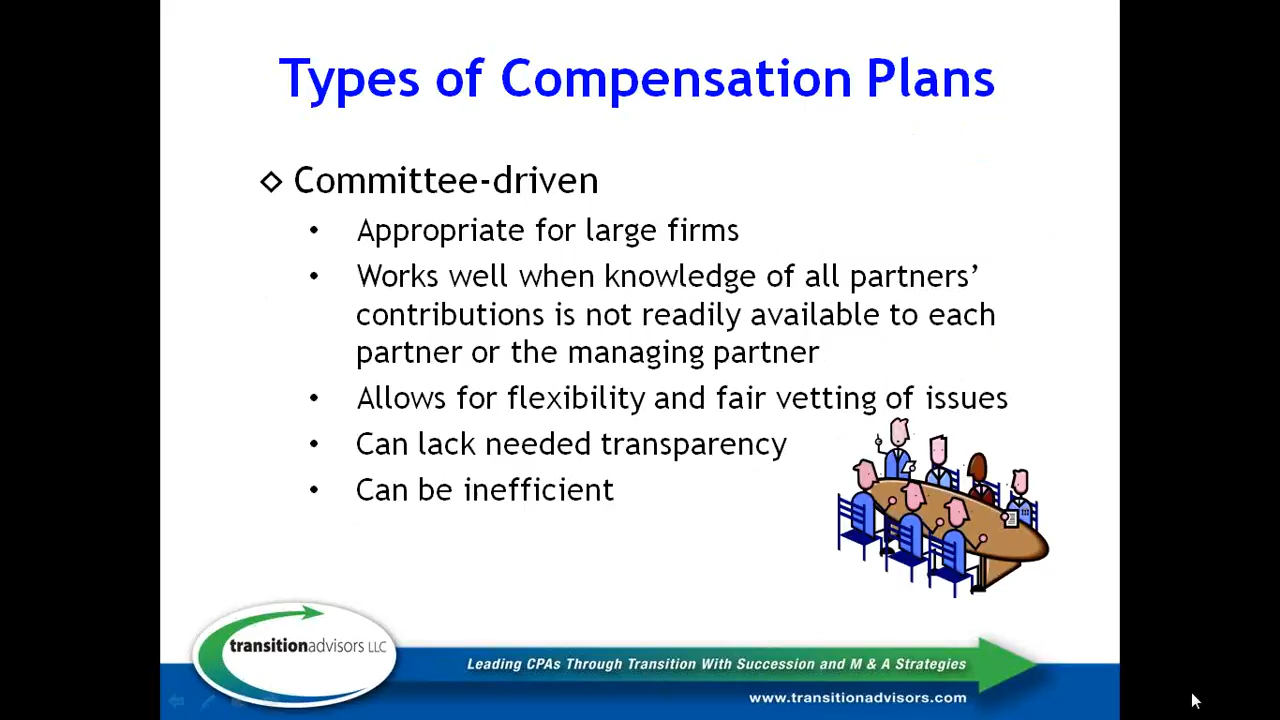 Types of Compensation Plans
◇ Committee-driven
• Appropriate for large firms
• Works well when knowledge of all partners’
contributions is not readily available to each
partner or the managing partner
• Allows for flexibility and fair vetting of issues
• Can lack needed transparency
• Can be inefficient
transitionadvisors LLC
Leading CPAs Through Transition With Succession and M & A Strategies
www.transitionadvisors.com